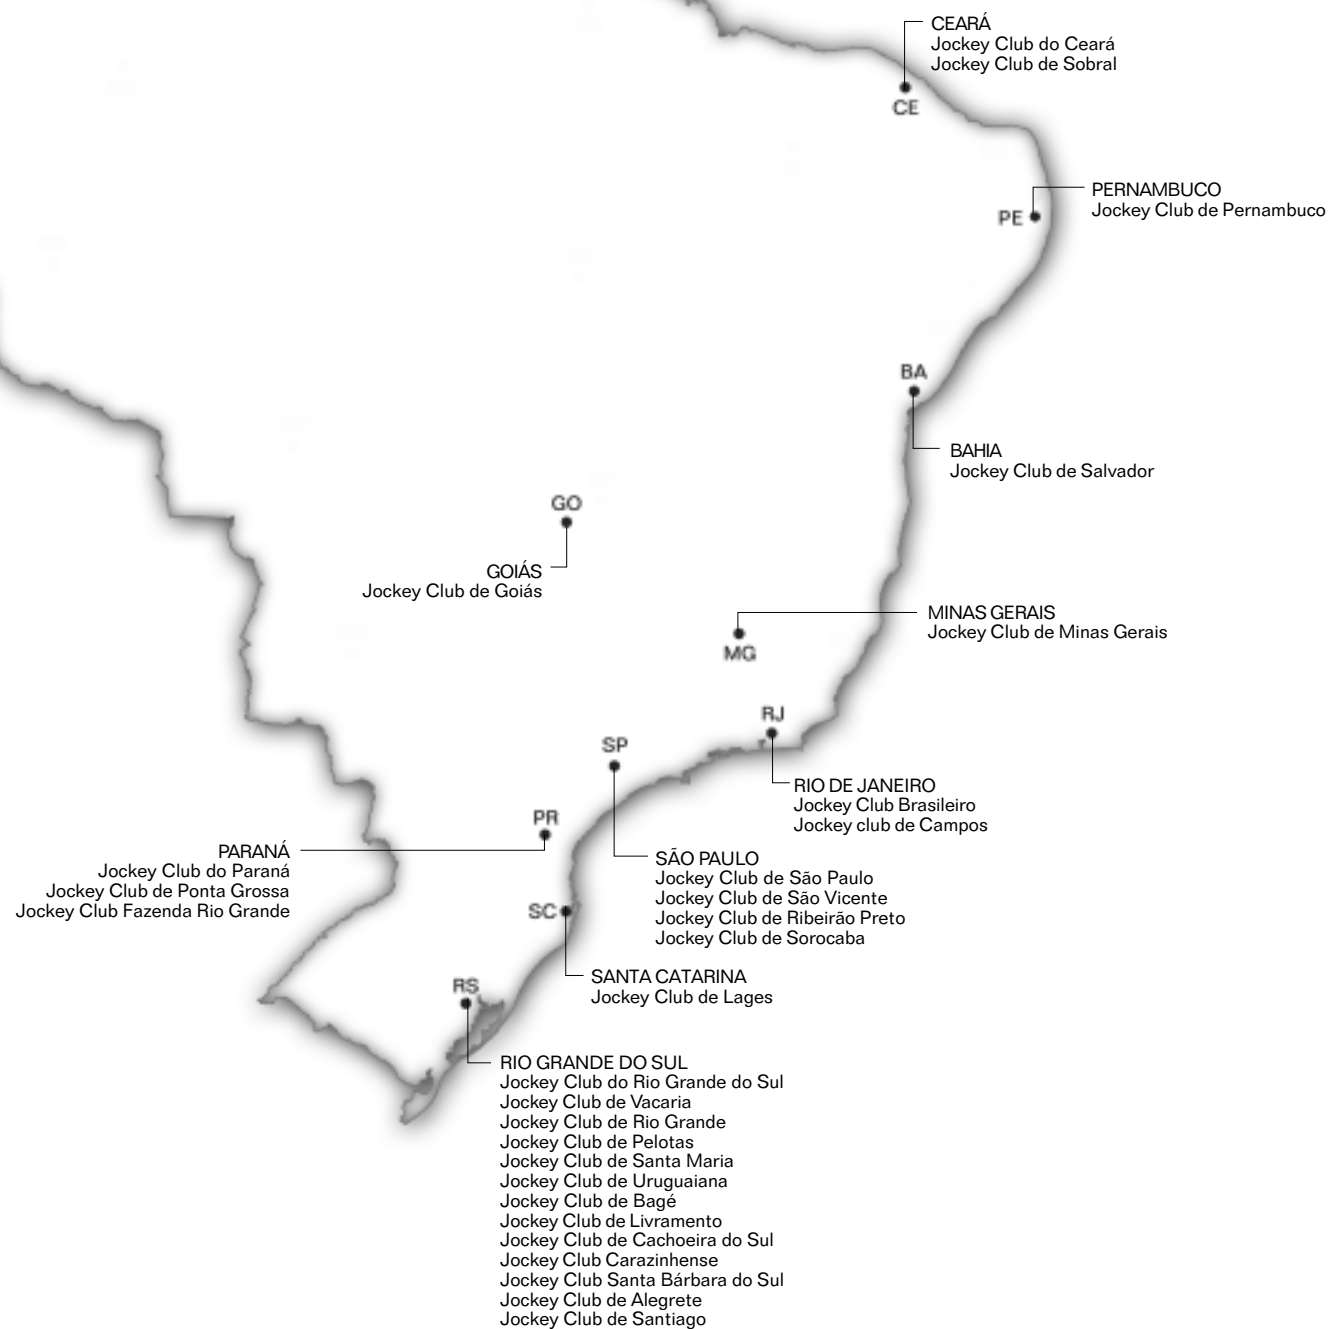 CEARÁ
Jockey Club do Ceará
Jockey Club de Sobral
CE
PERNAMBUCO
Jockey Club de Pernambuco
PE
BA
BAHIA
Jockey Club de Salvador
GO
GOIÁS
Jockey Club de Goiás
MINAS GERAIS
Jockey Club de Minas Gerais
MG
RJ
RIO DE JANEIRO
Jockey Club Brasileiro
Jockey club de Campos
SP
SÃO PAULO
Jockey Club de São Paulo
Jockey Club de São Vicente
Jockey Club de Ribeirão Preto
Jockey Club de Sorocaba
PR
PARANÁ
Jockey Club do Paraná
Jockey Club de Ponta Grossa
Jockey Club Fazenda Rio Grande
SC
SANTA CATARINA
Jockey Club de Lages
RS
RIO GRANDE DO SUL
Jockey Club do Rio Grande do Sul
Jockey Club de Vacaria
Jockey Club de Rio Grande
Jockey Club de Pelotas
Jockey Club de Santa Maria
Jockey Club de Uruguaiana
Jockey Club de Bagé
Jockey Club de Livramento
Jockey Club de Cachoeira do Sul
Jockey Club Carazinhense
Jockey Club Santa Bárbara do Sul
Jockey Club de Alegrete
Jockey Club de Santiago